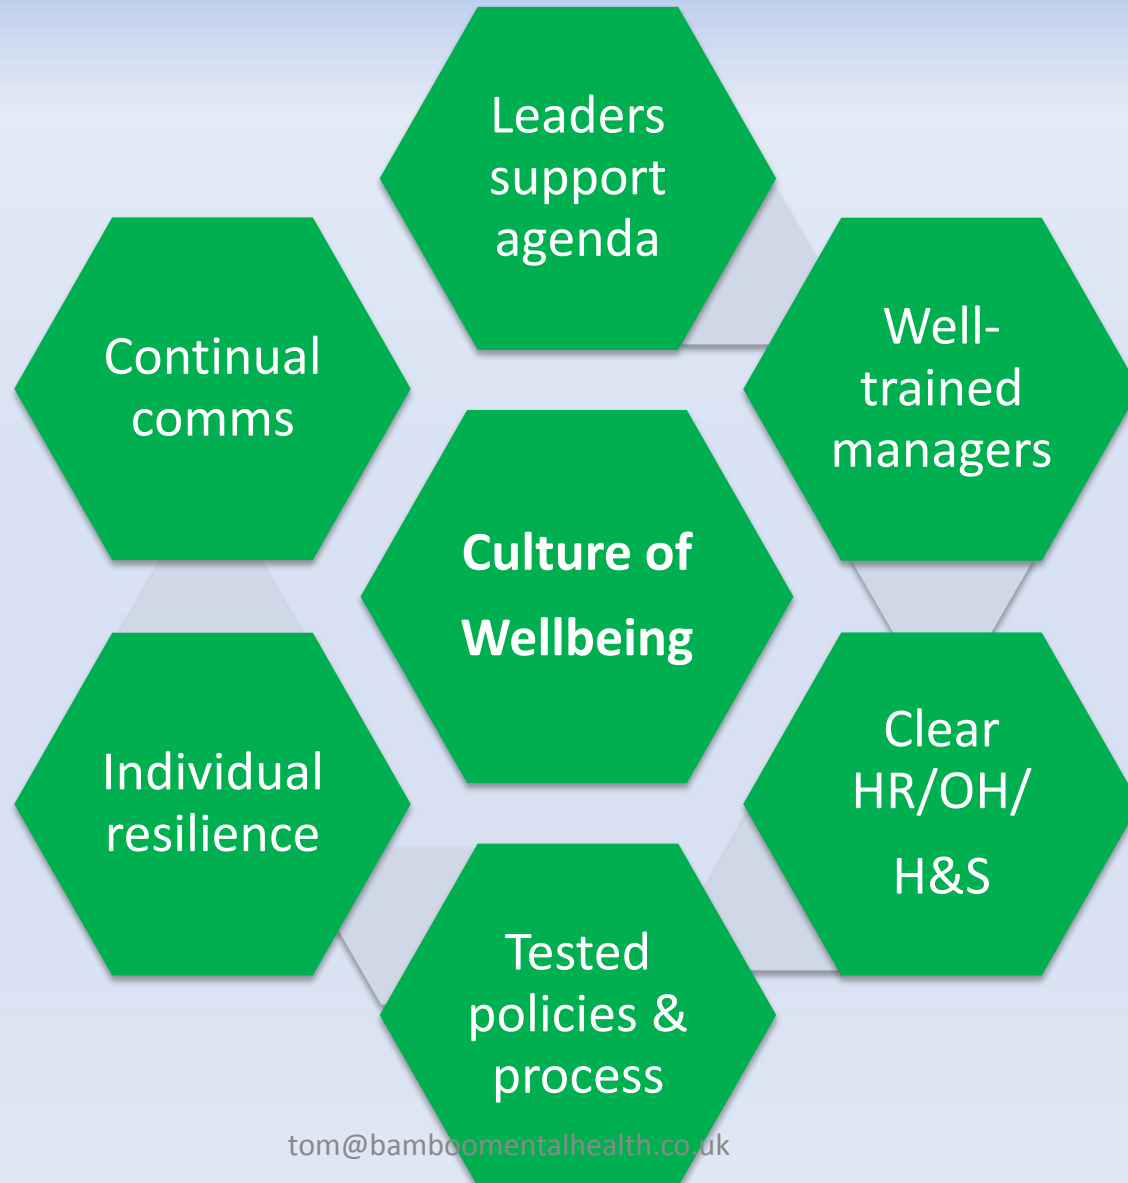 Leaders
support
agenda
Continual
comms
Well-
trained
managers
Culture of
Wellbeing
Individual
resilience
Clear
HR/OH/
H&S
Tested
policies &
process
tom@bamboomentalhealth.co.uk